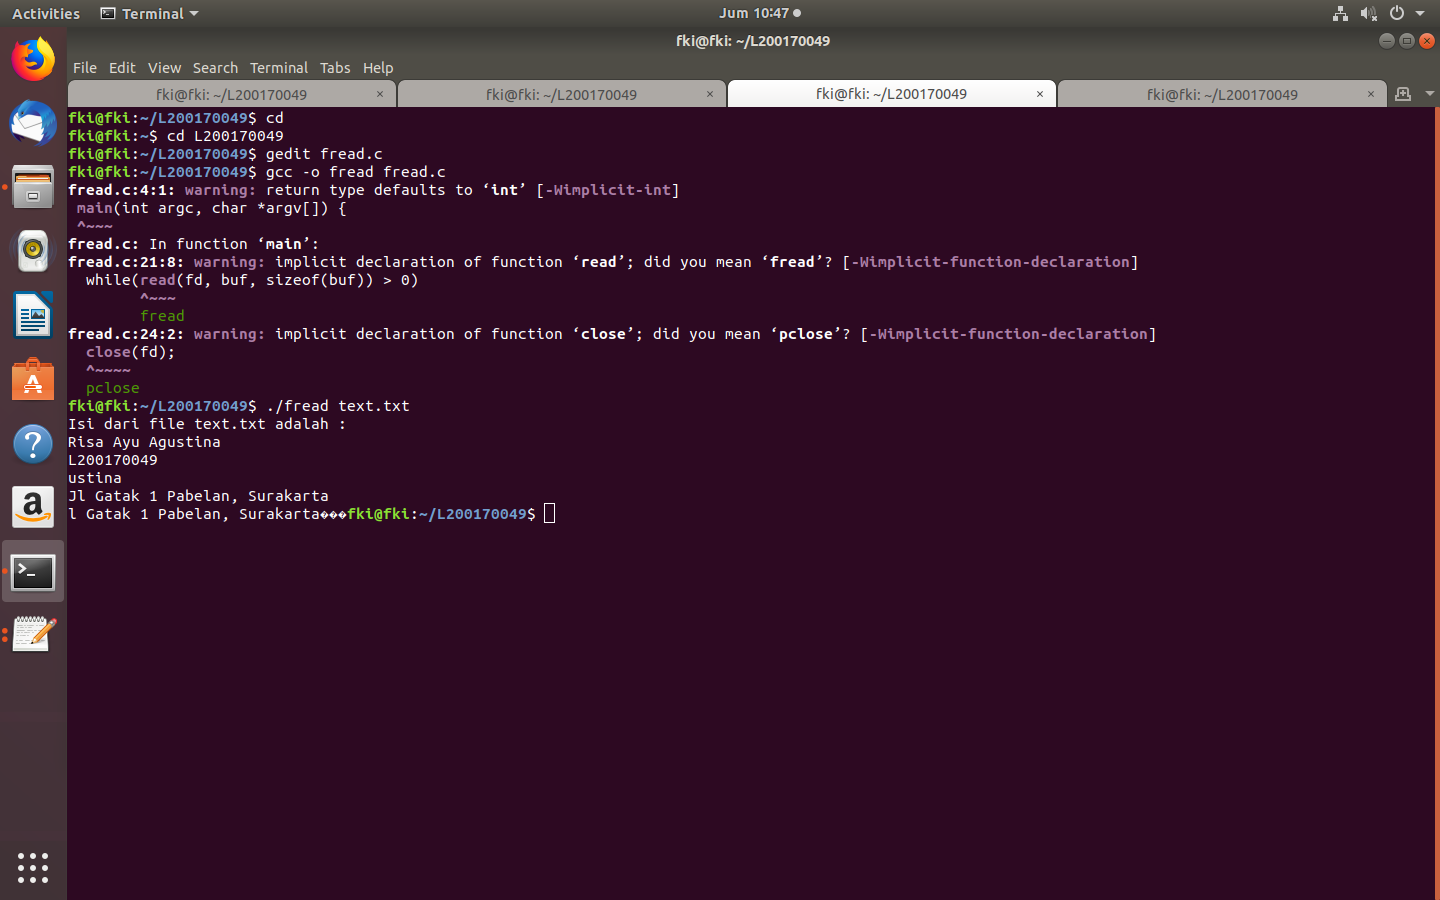 Activities
Terminal
Jum 10:47
fki@fki: ~/L200170049
File Edit View Search Terminal Tabs Help
fki@fki: ~/L200170049 × fki@fki: ~/L200170049 × fki@fki: ~/L200170049 × fki@fki: ~/L200170049 ×
fki@fki:~/L200170049$ cd
fki@fki:~$ cd L200170049
fki@fki:~/L200170049$ gedit fread.c
fki@fki:~/L200170049$ gcc -o fread fread.c
fread.c:4:1: warning: return type defaults to ‘int’ [-Wimplicit-int]
 main(int argc, char *argv[]) {
 ^~~~
fread.c: In function ‘main’:
fread.c:21:8: warning: implicit declaration of function ‘read’; did you mean ‘fread’? [-Wimplicit-function-declaration]
  while(read(fd, buf, sizeof(buf)) > 0)
        ^~~~
        fread
fread.c:24:2: warning: implicit declaration of function ‘close’; did you mean ‘pclose’? [-Wimplicit-function-declaration]
  close(fd);
  ^~~~~
  pclose
fki@fki:~/L200170049$ ./fread text.txt
Isi dari file text.txt adalah :
Risa Ayu Agustina
L200170049
ustina
Jl Gatak 1 Pabelan, Surakarta
l Gatak 1 Pabelan, Surakarta���fki@fki:~/L200170049$